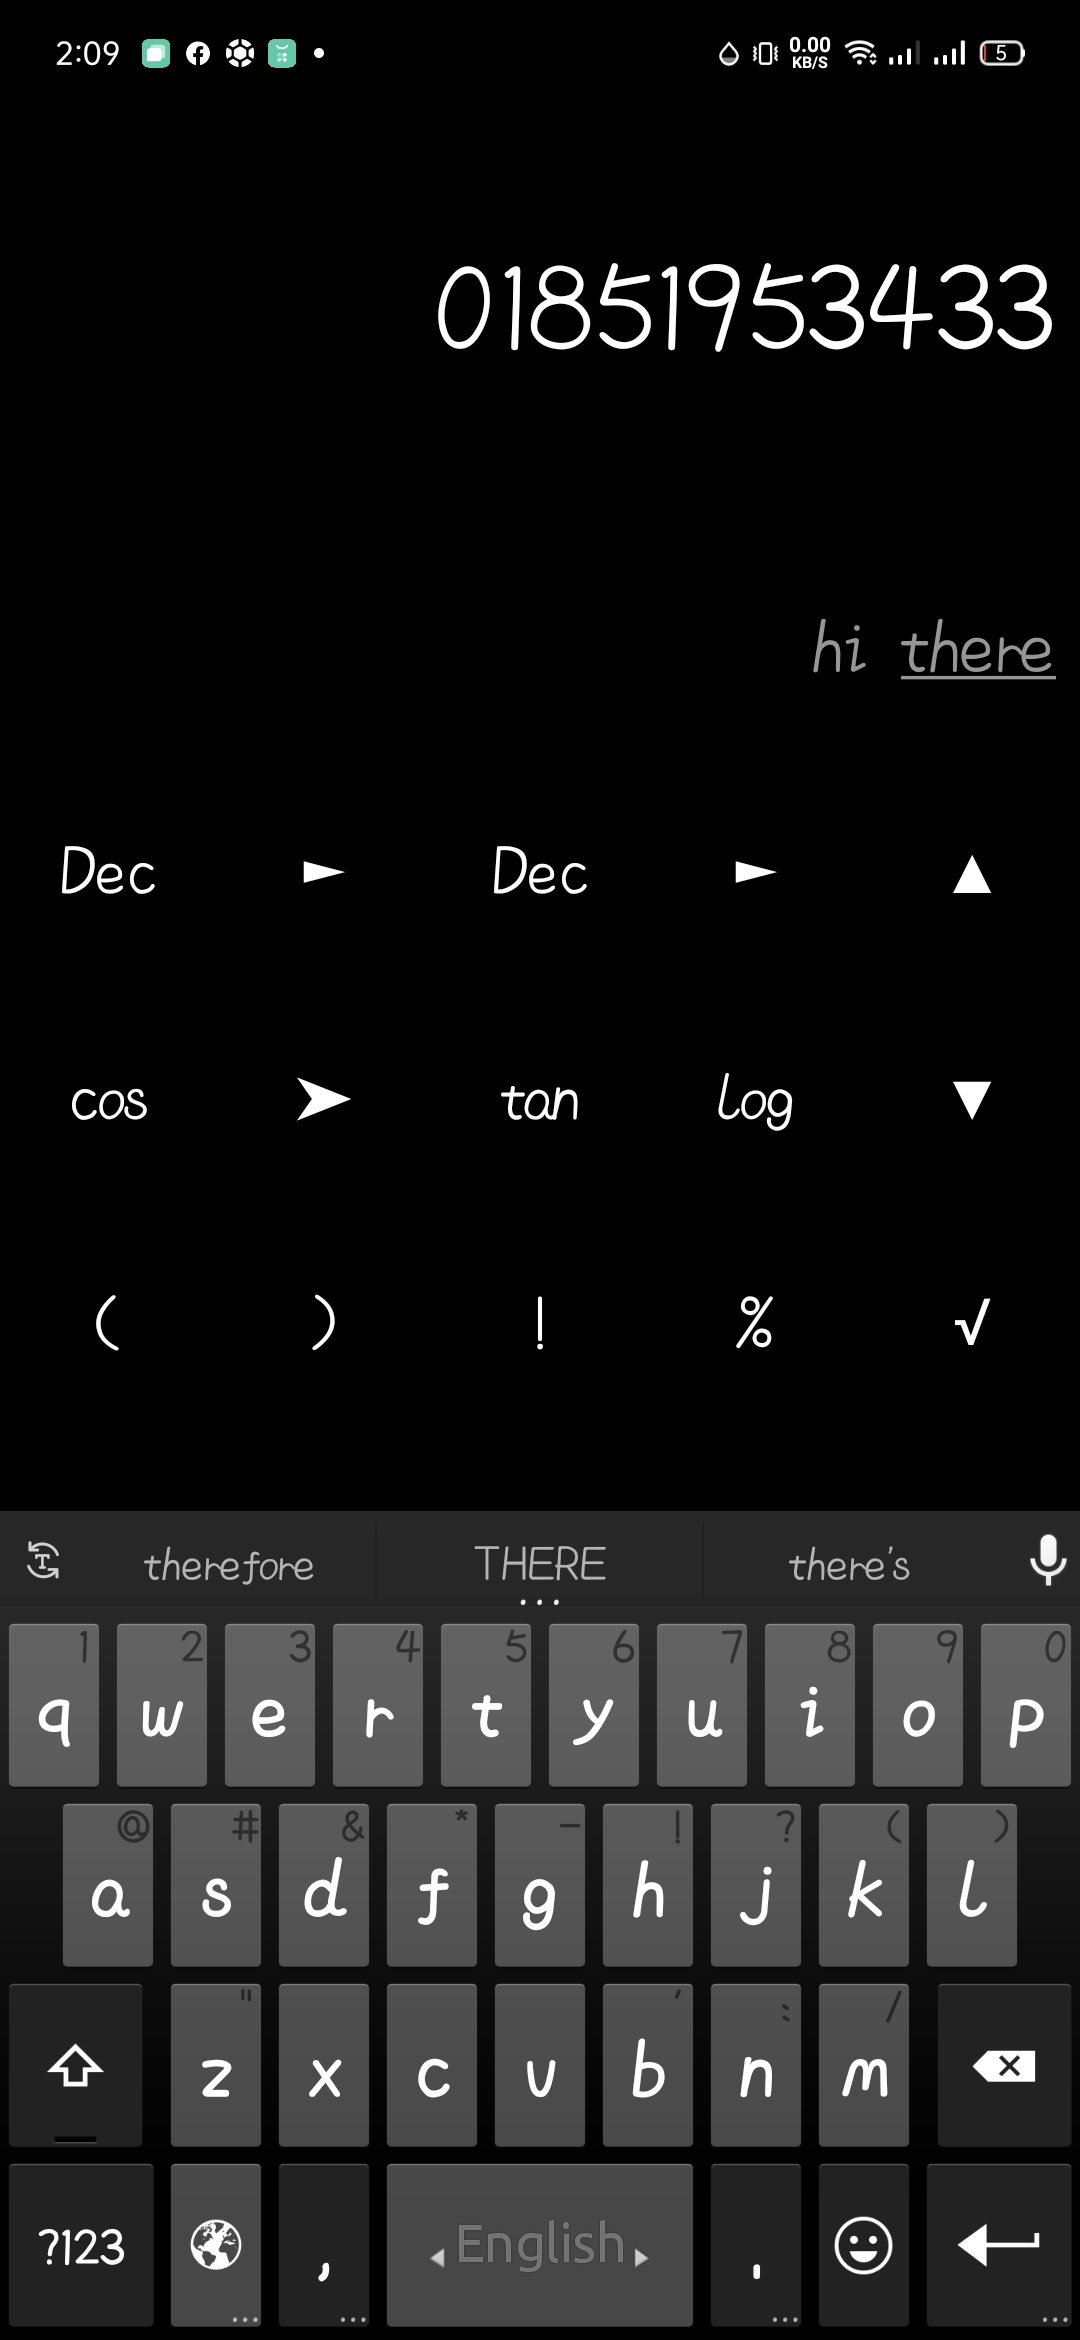 2:09 0.00 KB/S 5
01851953433
hi there
Dec ► Dec ► ▲
cos ➤ tan log ▼
( ) ! % √
therefore THERE there's
...
1 2 3 4 5 6 7 8 9 0
q w e r t y u i o p
@ # & * - ! ? ( )
a s d f g h j k l
" ' : /
z x c v b n m
?123 , English .
... ... ... ...